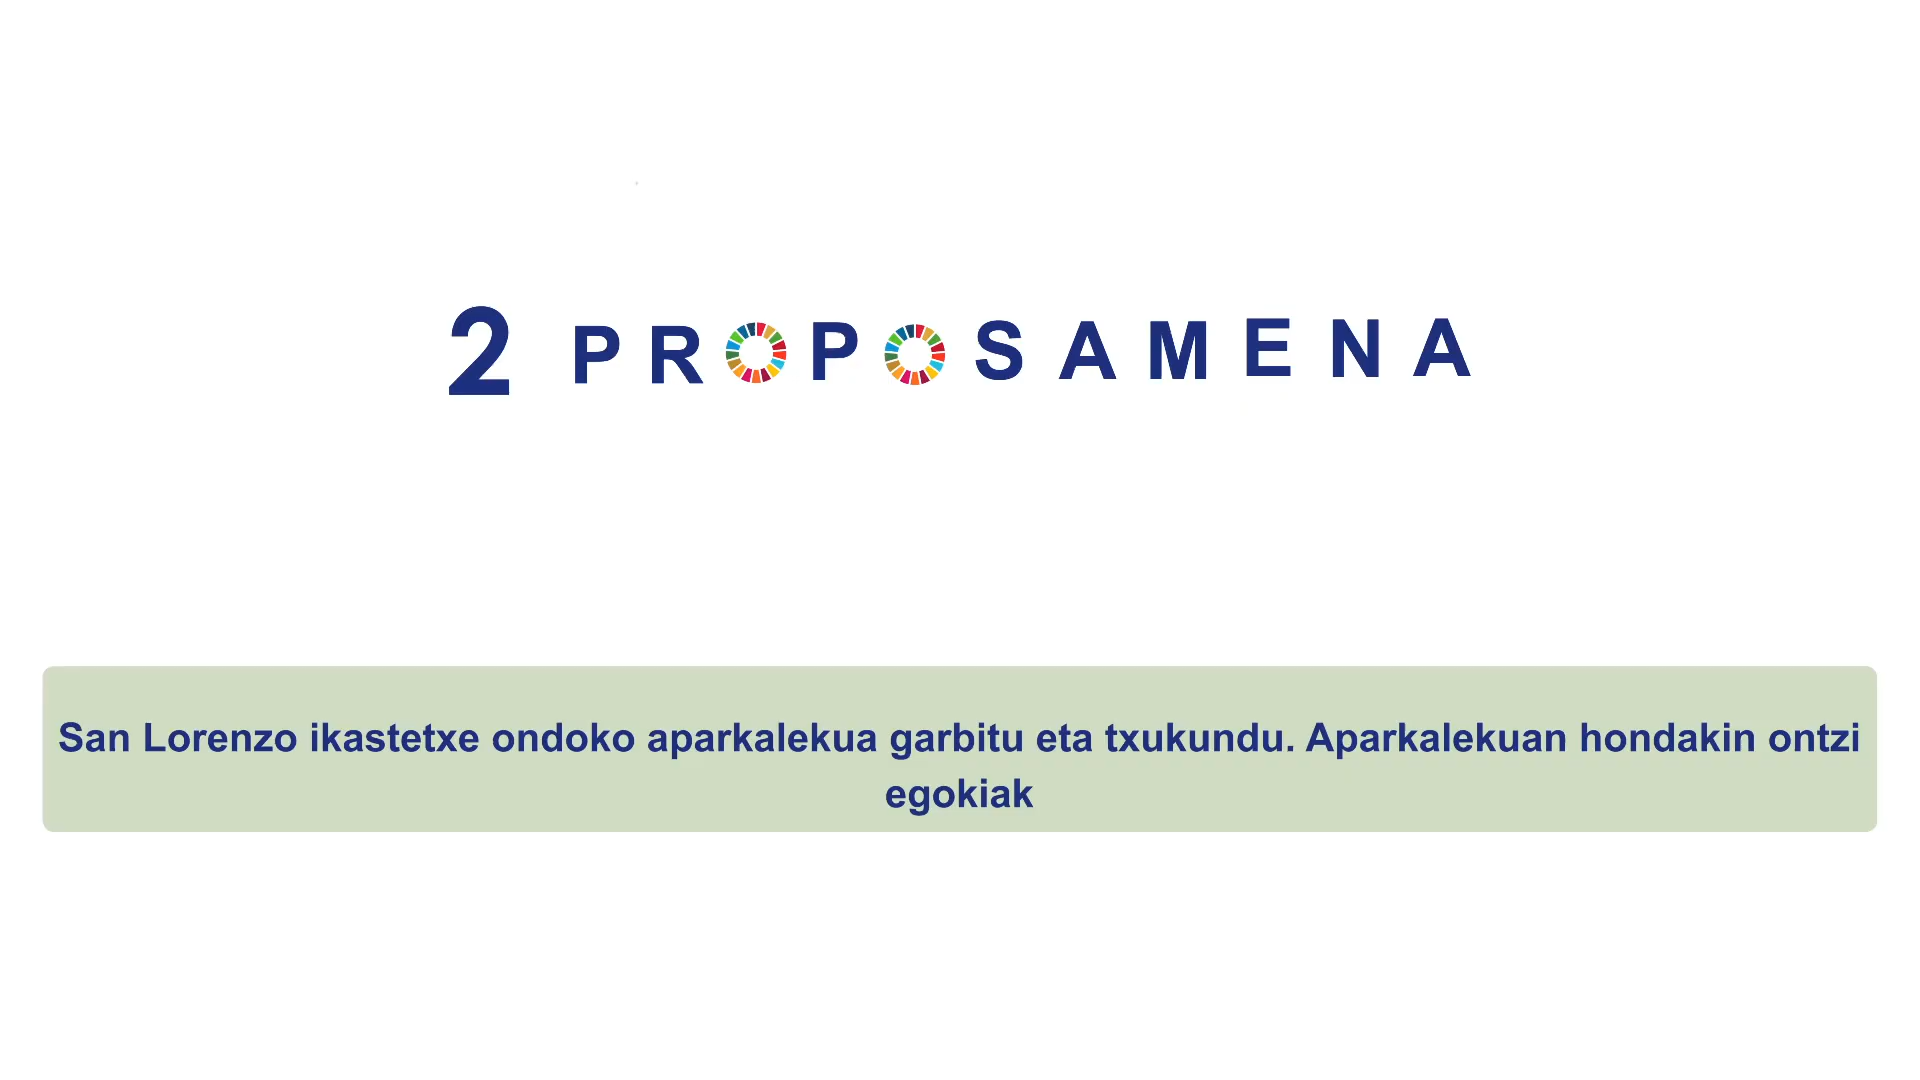 2 PROPOSAMENA
San Lorenzo ikastetxe ondoko aparkalekua garbitu eta txukundu. Aparkalekuan hondakin ontzi
egokiak